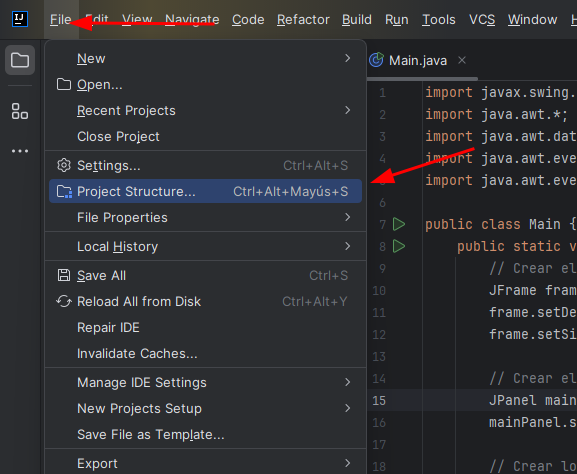 IJ File Edit View Navigate Code Refactor Build Run Tools VCS Window
New
Open...
Recent Projects
Close Project
Settings... Ctrl+Alt+S
Project Structure... Ctrl+Alt+Mayús+S
File Properties
Local History
Save All Ctrl+S
Reload All from Disk Ctrl+Alt+Y
Repair IDE
Invalidate Caches...
Manage IDE Settings
New Projects Setup
Save File as Template...
Export
Main.java
1 import javax.swing.
2 import java.awt.*;
3 import java.awt.dat
4 import java.awt.eve
import java.awt.eve
6
7 public class Main {
8 public static v
9 // Crear el
10 JFrame fram
11 frame.setDe
12 frame.setSi
13
14 // Crear el
15 JPanel main
16 mainPanel.s
17
18 // Crear lo